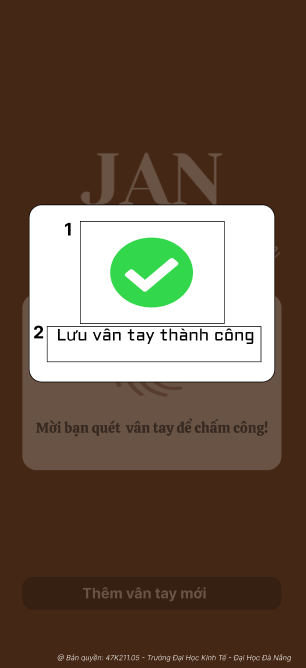 JAN
1
2 Lưu vân tay thành công
Mời bạn quét vân tay để chấm công!
Thêm vân tay mới
@ Bản quyền: 47K211.05 - Trường Đại Học Kinh Tế - Đại Học Đà Nẵng